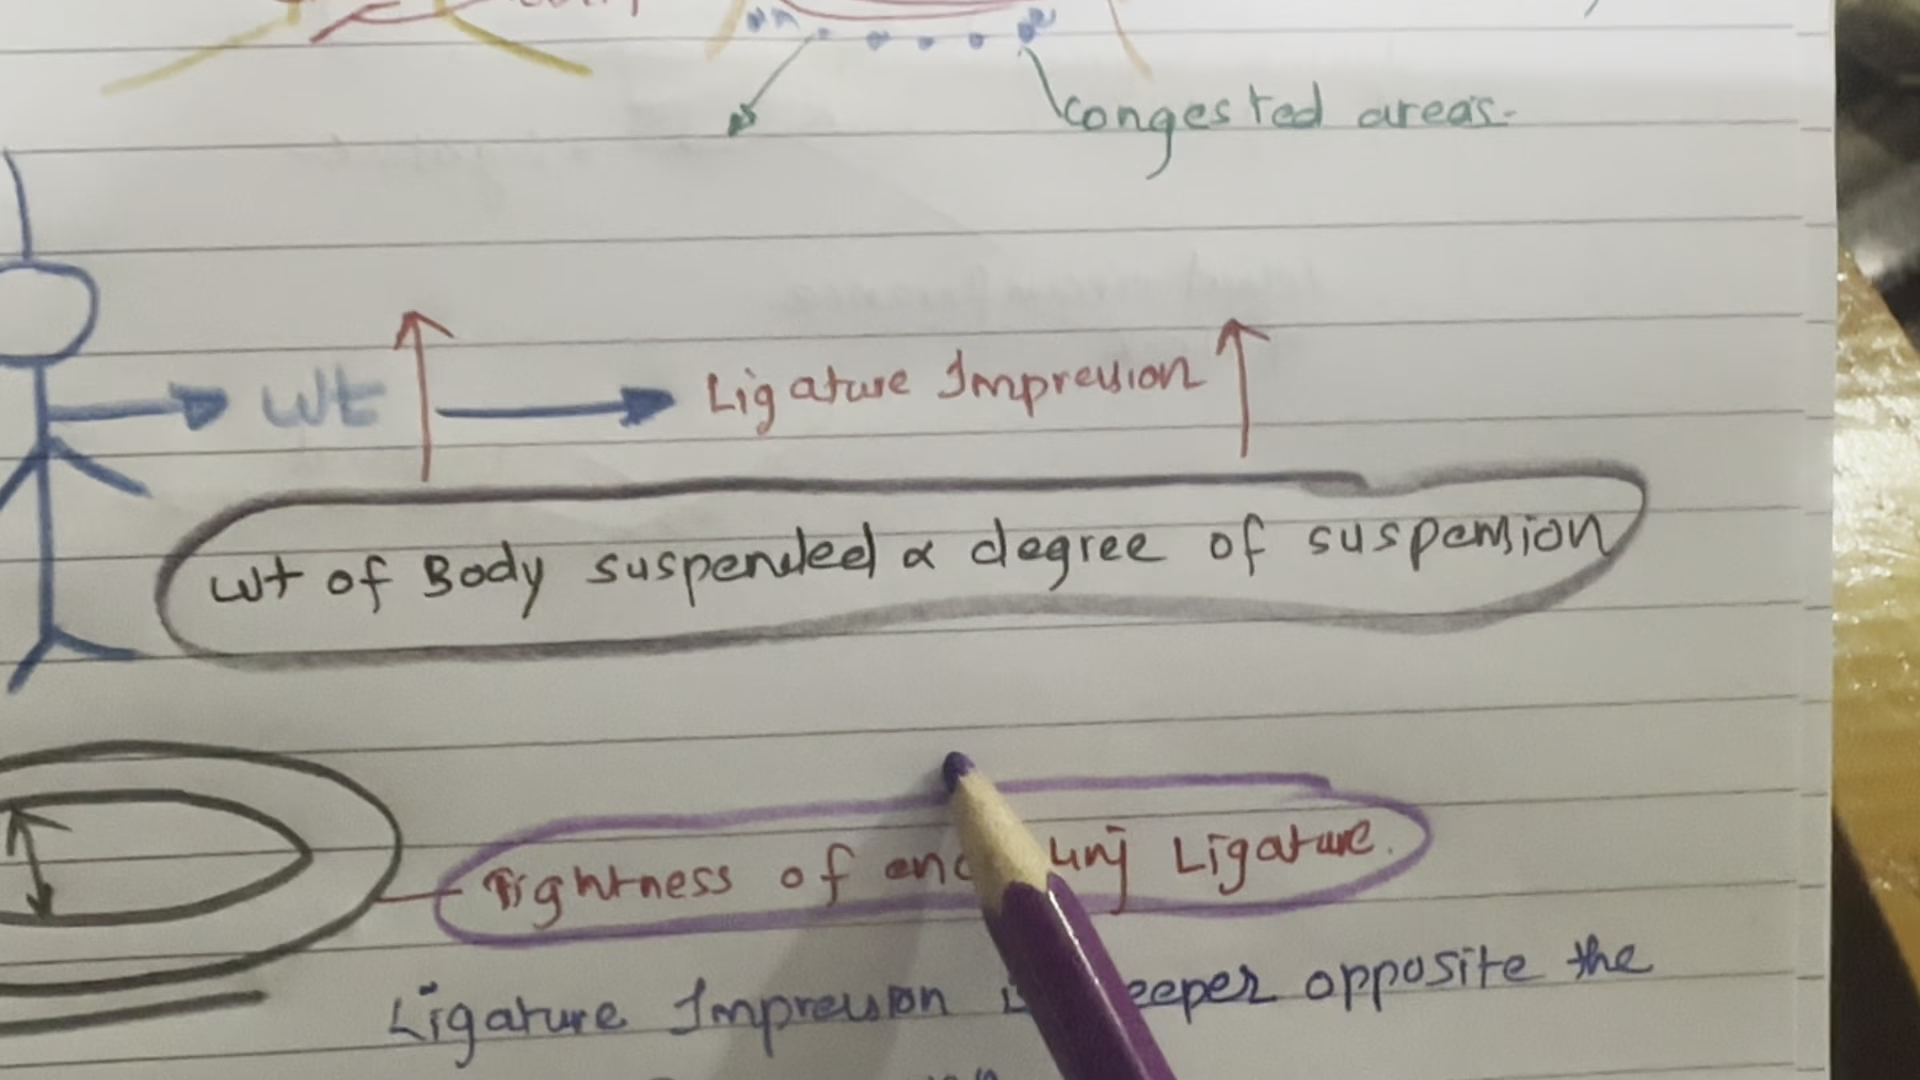 congested areas.
wt → Ligature Impression
wt of Body suspended α degree of suspension
Tightness of Ligature.
Ligature Impression opposite the